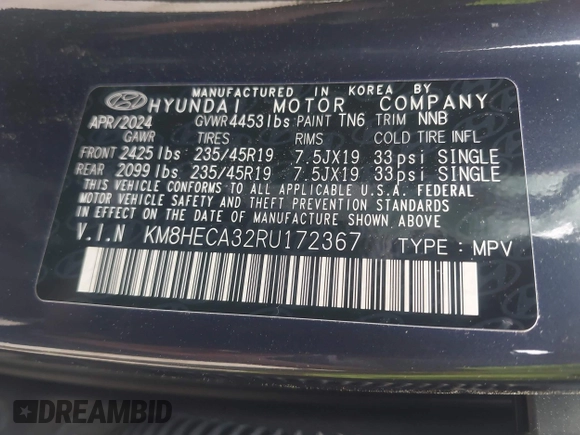 MANUFACTURED IN KOREA BY
HYUNDAI MOTOR COMPANY
APR/2024 GVWR 4453lbs PAINT TN6 TRIM NNB
GAWR TIRES RIMS COLD TIRE INFL
FRONT 2425 lbs 235/45R19 7.5JX19 33psi SINGLE
REAR 2099 lbs 235/45R19 7.5JX19 33psi SINGLE
THIS VEHICLE CONFORMS TO ALL APPLICABLE U.S.A. FEDERAL
MOTOR VEHICLE SAFETY AND THEFT PREVENTION STANDARDS
IN EFFECT ON THE DATE OF MANUFACTURE SHOWN ABOVE.
V.I.N KM8HECA32RU172367 TYPE : MPV
DREAMBID